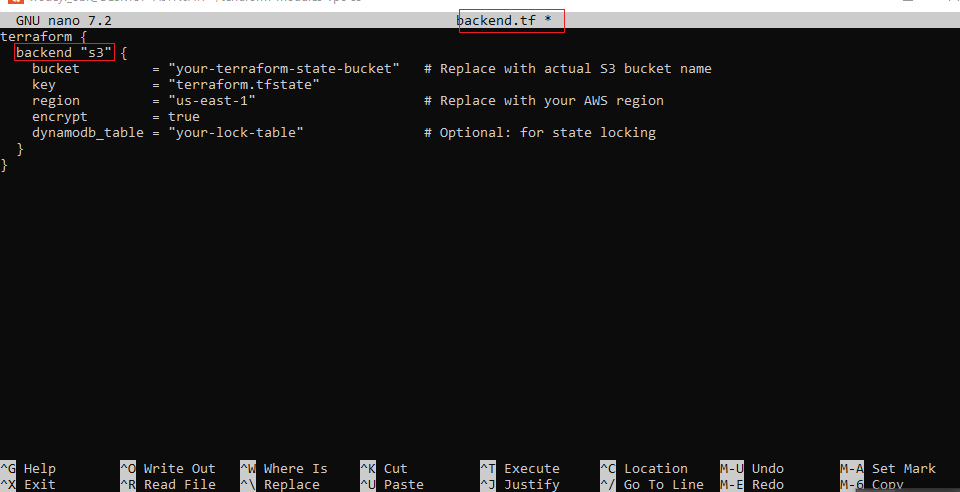 GNU nano 7.2 backend.tf *
terraform {
  backend "s3" {
    bucket         = "your-terraform-state-bucket"   # Replace with actual S3 bucket name
    key            = "terraform.tfstate"
    region         = "us-east-1"                     # Replace with your AWS region
    encrypt        = true
    dynamodb_table = "your-lock-table"               # Optional: for state locking
  }
}
^G Help ^O Write Out ^W Where Is ^K Cut ^T Execute ^C Location M-U Undo M-A Set Mark
^X Exit ^R Read File ^\ Replace ^U Paste ^J Justify ^/ Go To Line M-E Redo M-6 Copy